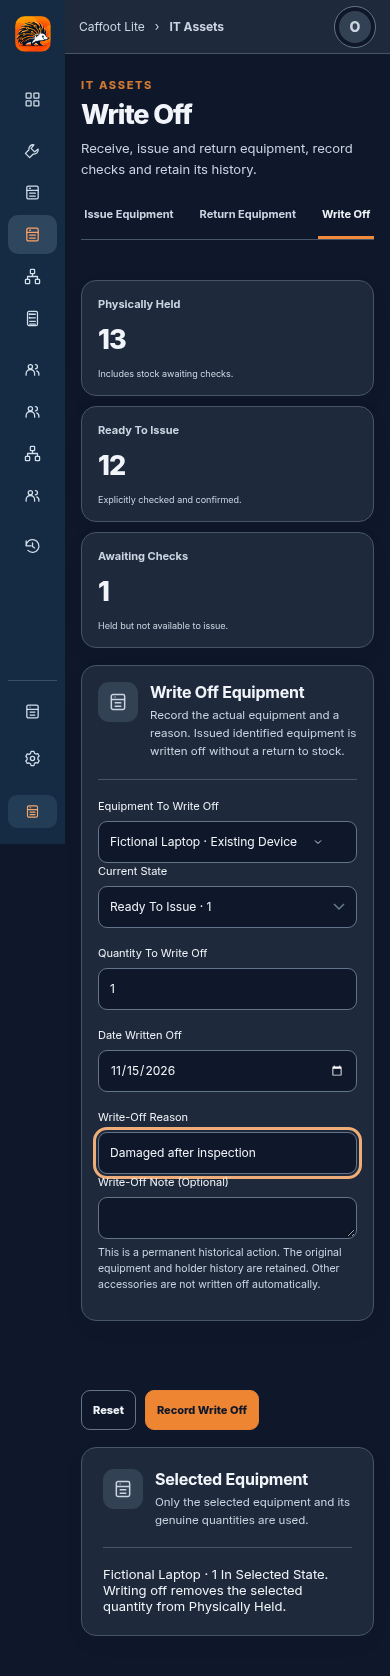 Caffoot Lite › IT Assets
O
IT ASSETS
Write Off
Receive, issue and return equipment, record
checks and retain its history.
Issue Equipment Return Equipment Write Off
Physically Held
13
Includes stock awaiting checks.
Ready To Issue
12
Explicitly checked and confirmed.
Awaiting Checks
1
Held but not available to issue.
Write Off Equipment
Record the actual equipment and a
reason. Issued identified equipment is
written off without a return to stock.
Equipment To Write Off
Fictional Laptop · Existing Device
Current State
Ready To Issue · 1
Quantity To Write Off
1
Date Written Off
11/15/2026
Write-Off Reason
Damaged after inspection
Write-Off Note (Optional)
This is a permanent historical action. The original
equipment and holder history are retained. Other
accessories are not written off automatically.
Reset Record Write Off
Selected Equipment
Only the selected equipment and its
genuine quantities are used.
Fictional Laptop · 1 In Selected State.
Writing off removes the selected
quantity from Physically Held.